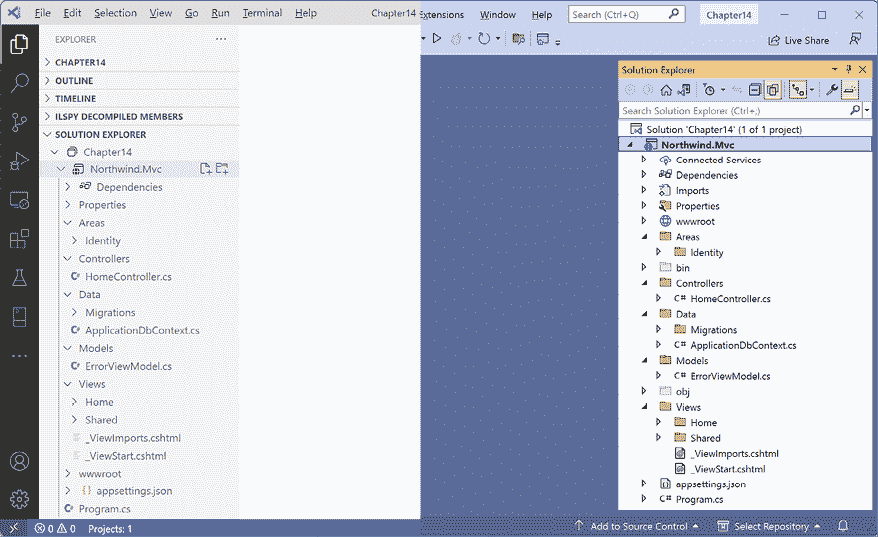 File Edit Selection View Go Run Terminal Help Chapter14
EXPLORER
CHAPTER14
OUTLINE
TIMELINE
ILSPY DECOMPILED MEMBERS
SOLUTION EXPLORER
Chapter14
Northwind.Mvc
Dependencies
Properties
Areas
Identity
Controllers
C# HomeController.cs
Data
Migrations
C# ApplicationDbContext.cs
Models
C# ErrorViewModel.cs
Views
Home
Shared
_ViewImports.cshtml
_ViewStart.cshtml
wwwroot
{} appsettings.json
C# Program.cs
0 0 Projects: 1
Extensions Window Help Search (Ctrl+Q) Chapter14
Live Share
Solution Explorer
Search Solution Explorer (Ctrl+;)
Solution 'Chapter14' (1 of 1 project)
Northwind.Mvc
Connected Services
Dependencies
Imports
Properties
wwwroot
Areas
Identity
bin
Controllers
C# HomeController.cs
Data
Migrations
C# ApplicationDbContext.cs
Models
C# ErrorViewModel.cs
obj
Views
Home
Shared
_ViewImports.cshtml
_ViewStart.cshtml
appsettings.json
C# Program.cs
Add to Source Control Select Repository